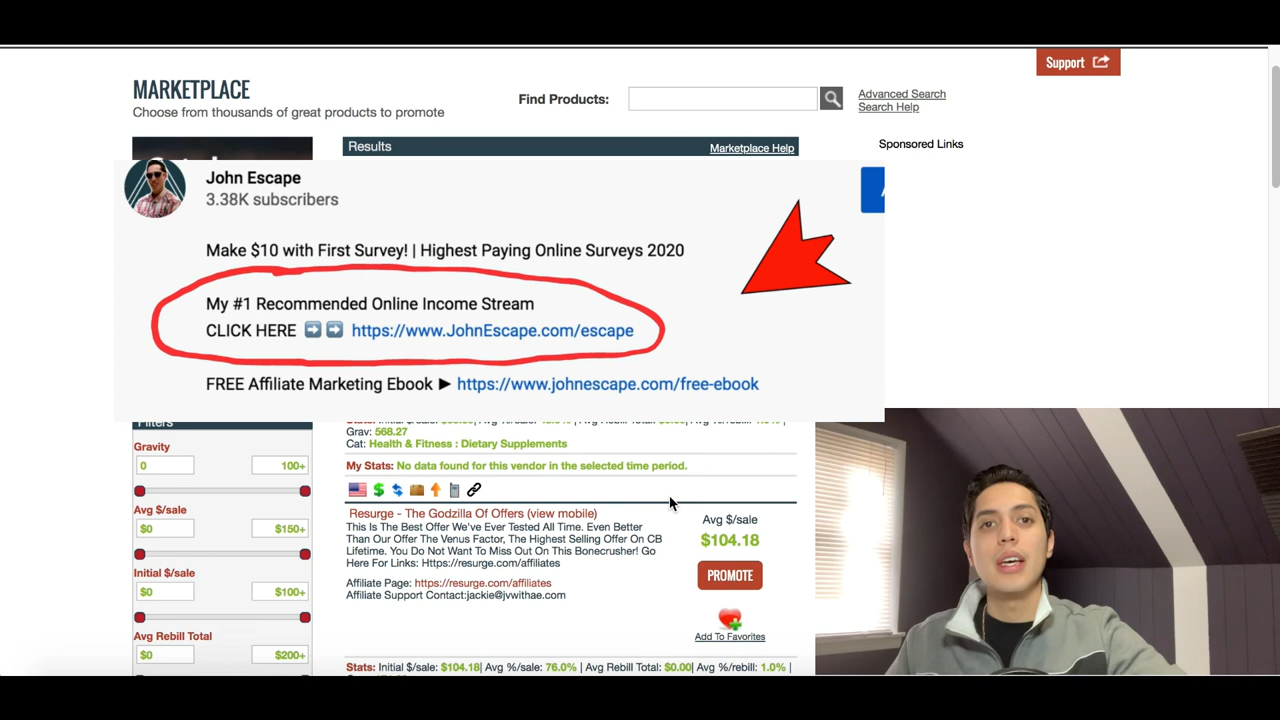 Support
MARKETPLACE
Choose from thousands of great products to promote
Find Products:
Advanced Search
Search Help
Results
Marketplace Help
Sponsored Links
John Escape
3.38K subscribers
Make $10 with First Survey! | Highest Paying Online Surveys 2020
My #1 Recommended Online Income Stream
CLICK HERE ➡️ ➡️ https://www.JohnEscape.com/escape
FREE Affiliate Marketing Ebook ► https://www.johnescape.com/free-ebook
Filters
Gravity
0 100+
Avg $/sale
$0 $150+
Initial $/sale
$0 $100+
Avg Rebill Total
$0 $200+
Grav: 568.27
Cat: Health & Fitness : Dietary Supplements
My Stats: No data found for this vendor in the selected time period.
Resurge - The Godzilla Of Offers (view mobile)
This Is The Best Offer We've Ever Tested All Time. Even Better
Than Our Offer The Venus Factor, The Highest Selling Offer On CB
Lifetime. You Do Not Want To Miss Out On This Bonecrusher! Go
Here For Links: Https://resurge.com/affiliates
Affiliate Page: https://resurge.com/affiliates
Affiliate Support Contact:jackie@jvwithae.com
Avg $/sale
$104.18
PROMOTE
Add To Favorites
Stats: Initial $/sale: $104.18| Avg %/sale: 76.0% | Avg Rebill Total: $0.00| Avg %/rebill: 1.0% |